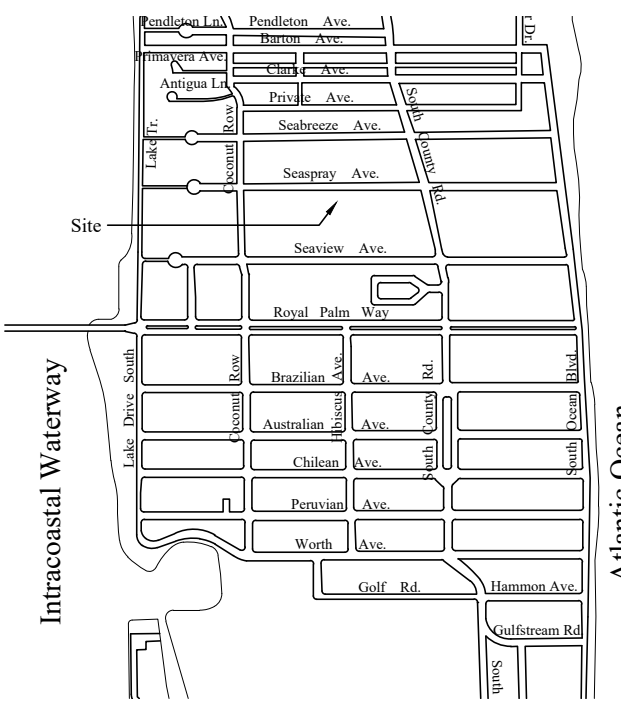 Pendleton Ln.
Pendleton Ave.
Barton Ave.
r Dr.
Primavera Ave.
Clarke Ave.
Antigua Ln.
Private Ave.
Lake Tr.
Coconut Row
South County Rd.
Seabreeze Ave.
Seaspray Ave.
Site
Seaview Ave.
Royal Palm Way
Intracoastal Waterway
Lake Drive South
Coconut Row
Hibiscus Ave.
South County Rd.
South Ocean Blvd.
Atlantic Ocean
Brazilian Ave.
Australian Ave.
Chilean Ave.
Peruvian Ave.
Worth Ave.
Golf Rd.
Hammon Ave.
Gulfstream Rd.
South